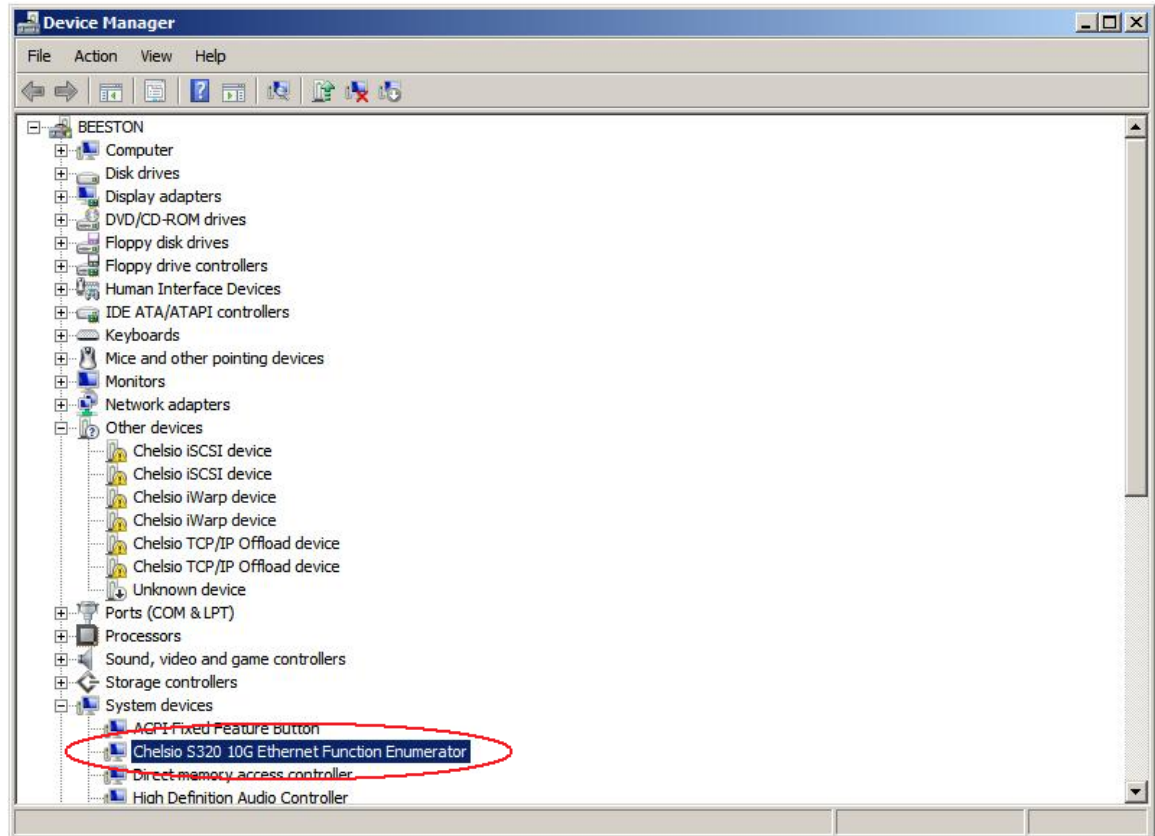 Device Manager
File Action View Help
BEESTON
Computer
Disk drives
Display adapters
DVD/CD-ROM drives
Floppy disk drives
Floppy drive controllers
Human Interface Devices
IDE ATA/ATAPI controllers
Keyboards
Mice and other pointing devices
Monitors
Network adapters
Other devices
Chelsio iSCSI device
Chelsio iSCSI device
Chelsio iWarp device
Chelsio iWarp device
Chelsio TCP/IP Offload device
Chelsio TCP/IP Offload device
Unknown device
Ports (COM & LPT)
Processors
Sound, video and game controllers
Storage controllers
System devices
ACPI Fixed Feature Button
Chelsio S320 10G Ethernet Function Enumerator
Direct memory access controller
High Definition Audio Controller